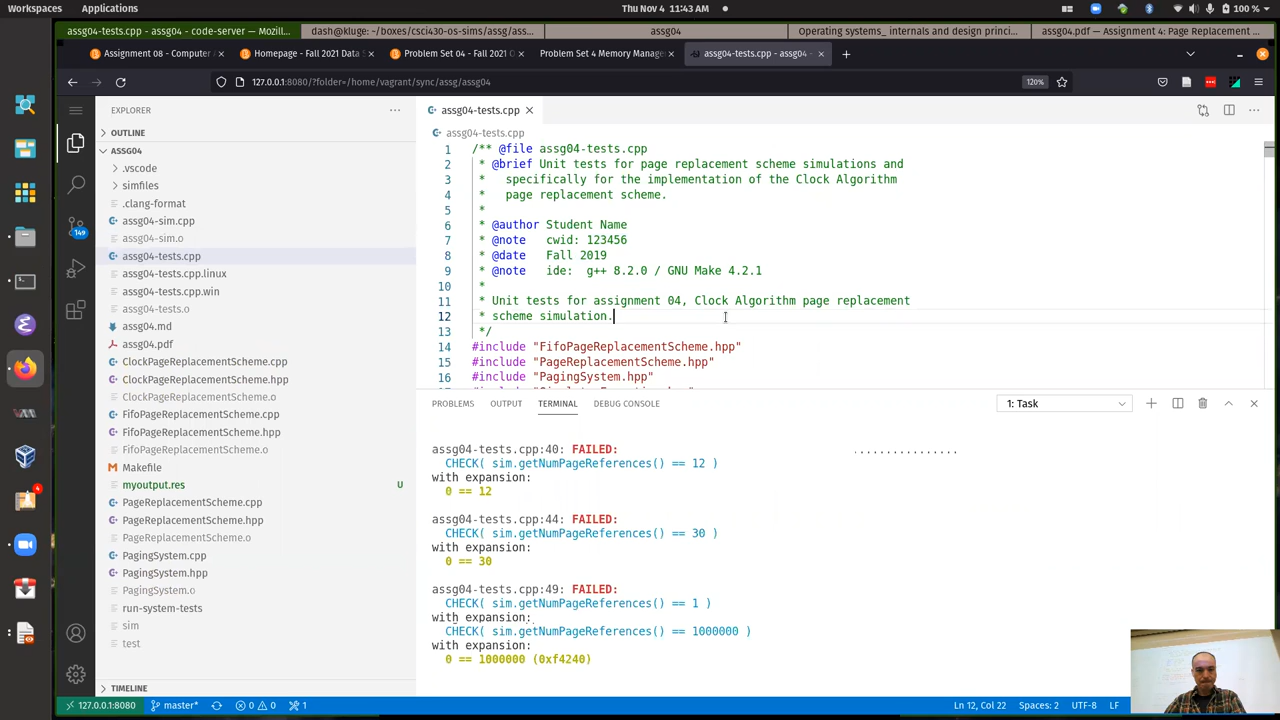 Workspaces Applications Thu Nov 4 11:43 AM 100 %
assg04-tests.cpp - assg04 - code-server — Mozill... dash@kluge: ~/boxes/csci430-os-sims/assg/assg... assg04 Operating systems_ internals and design princi... assg04.pdf — Assignment 4: Page Replacement ...
Assignment 08 - Computer A Homepage - Fall 2021 Data S Problem Set 04 - Fall 2021 O Problem Set 4 Memory Manage assg04-tests.cpp - assg04 -
127.0.0.1:8080/?folder=/home/vagrant/sync/assg/assg04 120%
EXPLORER
OUTLINE
ASSG04
.vscode
simfiles
.clang-format
assg04-sim.cpp
assg04-sim.o
assg04-tests.cpp
assg04-tests.cpp.linux
assg04-tests.cpp.win
assg04-tests.o
assg04.md
assg04.pdf
ClockPageReplacementScheme.cpp
ClockPageReplacementScheme.hpp
ClockPageReplacementScheme.o
FifoPageReplacementScheme.cpp
FifoPageReplacementScheme.hpp
FifoPageReplacementScheme.o
Makefile
myoutput.res U
PageReplacementScheme.cpp
PageReplacementScheme.hpp
PageReplacementScheme.o
PagingSystem.cpp
PagingSystem.hpp
PagingSystem.o
run-system-tests
sim
test
TIMELINE
149
4
assg04-tests.cpp
assg04-tests.cpp
1 /** @file assg04-tests.cpp
2 * @brief Unit tests for page replacement scheme simulations and
3 * specifically for the implementation of the Clock Algorithm
4 * page replacement scheme.
5 *
6 * @author Student Name
7 * @note cwid: 123456
8 * @date Fall 2019
9 * @note ide: g++ 8.2.0 / GNU Make 4.2.1
10 *
11 * Unit tests for assignment 04, Clock Algorithm page replacement
12 * scheme simulation.
13 */
14 #include "FifoPageReplacementScheme.hpp"
15 #include "PageReplacementScheme.hpp"
16 #include "PagingSystem.hpp"
PROBLEMS OUTPUT TERMINAL DEBUG CONSOLE 1: Task
assg04-tests.cpp:40: FAILED:
CHECK( sim.getNumPageReferences() == 12 )
with expansion:
0 == 12
assg04-tests.cpp:44: FAILED:
CHECK( sim.getNumPageReferences() == 30 )
with expansion:
0 == 30
assg04-tests.cpp:49: FAILED:
CHECK( sim.getNumPageReferences() == 1 )
with expansion:
CHECK( sim.getNumPageReferences() == 1000000 )
with expansion:
0 == 1000000 (0xf4240)
127.0.0.1:8080 master* 0 0 1 Ln 12, Col 22 Spaces: 2 UTF-8 LF